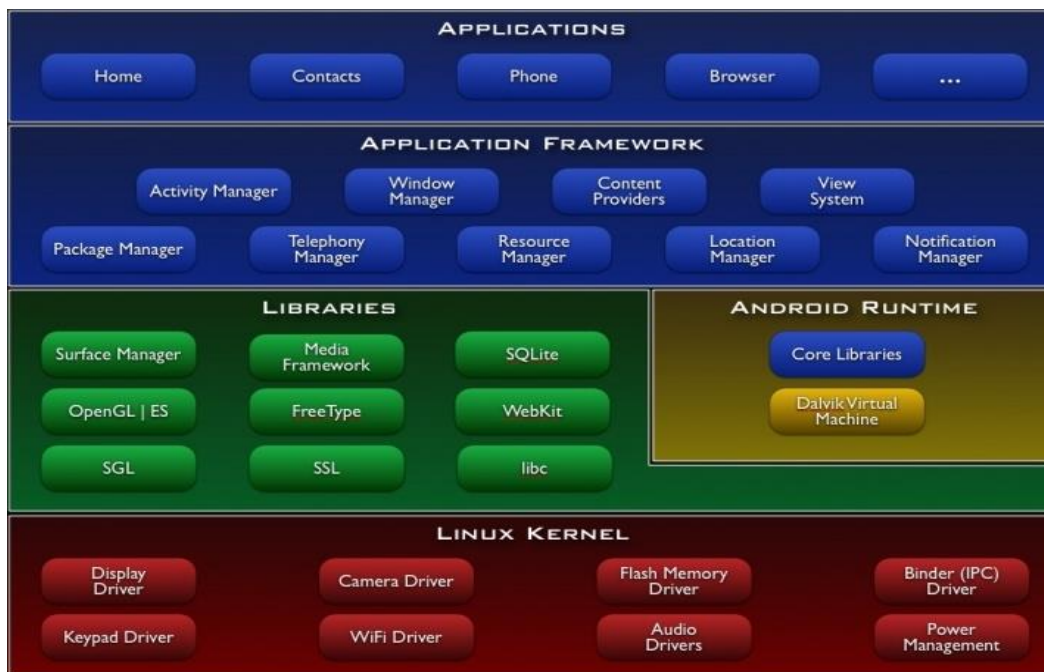 APPLICATIONS
Home
Contacts
Phone
Browser
...
APPLICATION FRAMEWORK
Activity Manager
Window
Manager
Content
Providers
View
System
Package Manager
Telephony
Manager
Resource
Manager
Location
Manager
Notification
Manager
LIBRARIES
Surface Manager
Media
Framework
SQLite
OpenGL | ES
FreeType
WebKit
SGL
SSL
libc
ANDROID RUNTIME
Core Libraries
Dalvik Virtual
Machine
LINUX KERNEL
Display
Driver
Camera Driver
Flash Memory
Driver
Binder (IPC)
Driver
Keypad Driver
WiFi Driver
Audio
Drivers
Power
Management